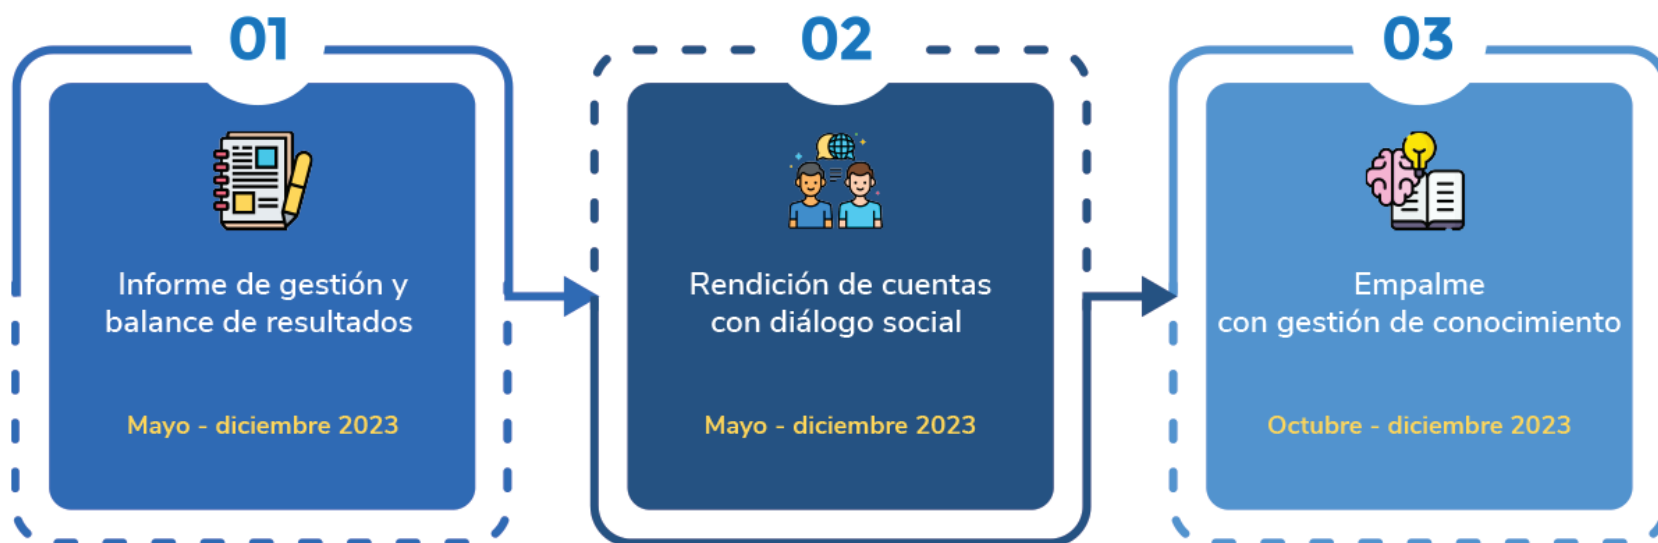 01
Informe de gestión y
balance de resultados
Mayo - diciembre 2023
02
Rendición de cuentas
con diálogo social
Mayo - diciembre 2023
03
Empalme
con gestión de conocimiento
Octubre - diciembre 2023